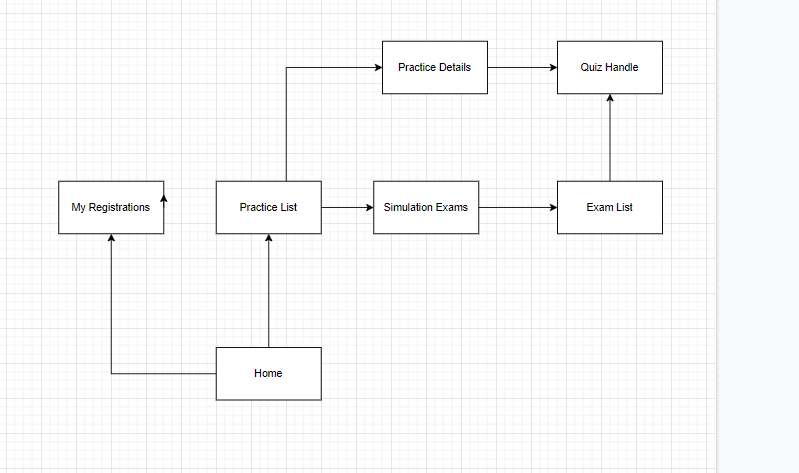 Practice Details
Quiz Handle
My Registrations
Practice List
Simulation Exams
Exam List
Home